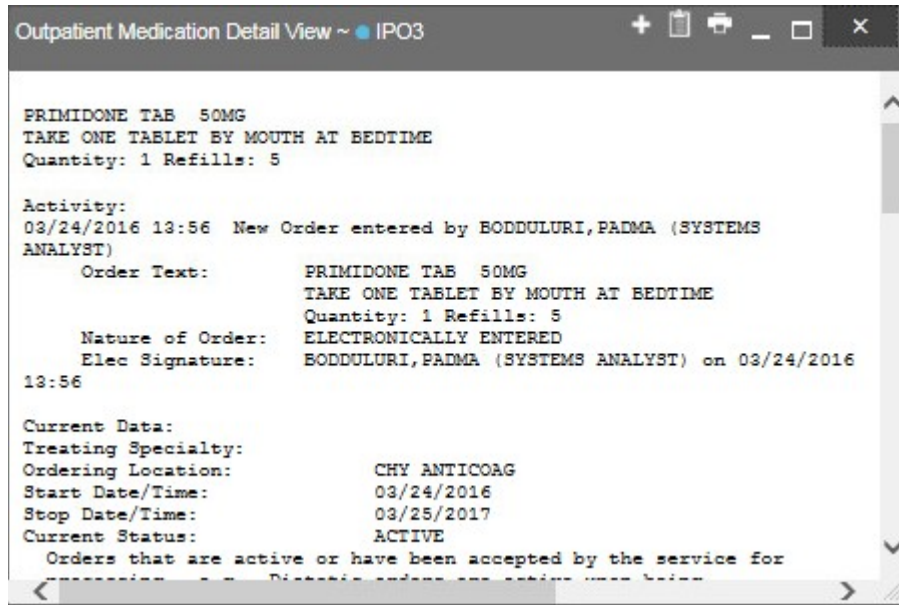 Outpatient Medication Detail View ~ IPO3
PRIMIDONE TAB 50MG
TAKE ONE TABLET BY MOUTH AT BEDTIME
Quantity: 1 Refills: 5
Activity:
03/24/2016 13:56 New Order entered by BODDULURI,PADMA (SYSTEMS
ANALYST)
Order Text: PRIMIDONE TAB 50MG
TAKE ONE TABLET BY MOUTH AT BEDTIME
Quantity: 1 Refills: 5
Nature of Order: ELECTRONICALLY ENTERED
Elec Signature: BODDULURI,PADMA (SYSTEMS ANALYST) on 03/24/2016
13:56
Current Data:
Treating Specialty:
Ordering Location: CHY ANTICOAG
Start Date/Time: 03/24/2016
Stop Date/Time: 03/25/2017
Current Status: ACTIVE
Orders that are active or have been accepted by the service for